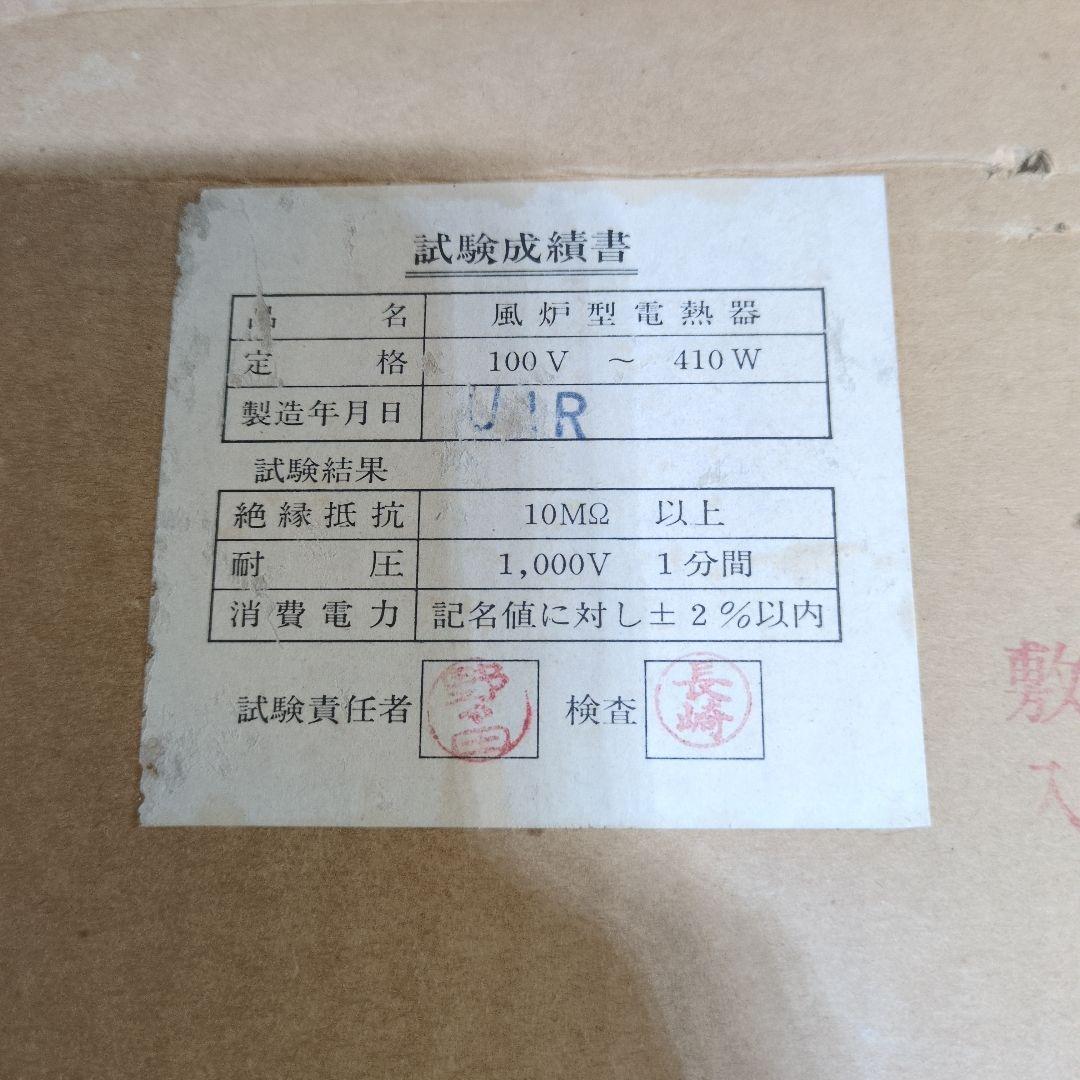 試験成績書
品名 風炉型電熱器
定格 100V ~ 410W
製造年月日 R
試験結果
絶縁抵抗 10MΩ 以上
耐圧 1,000V 1分間
消費電力 記名値に対し±2%以内
試験責任者 検査 長崎
敷
入